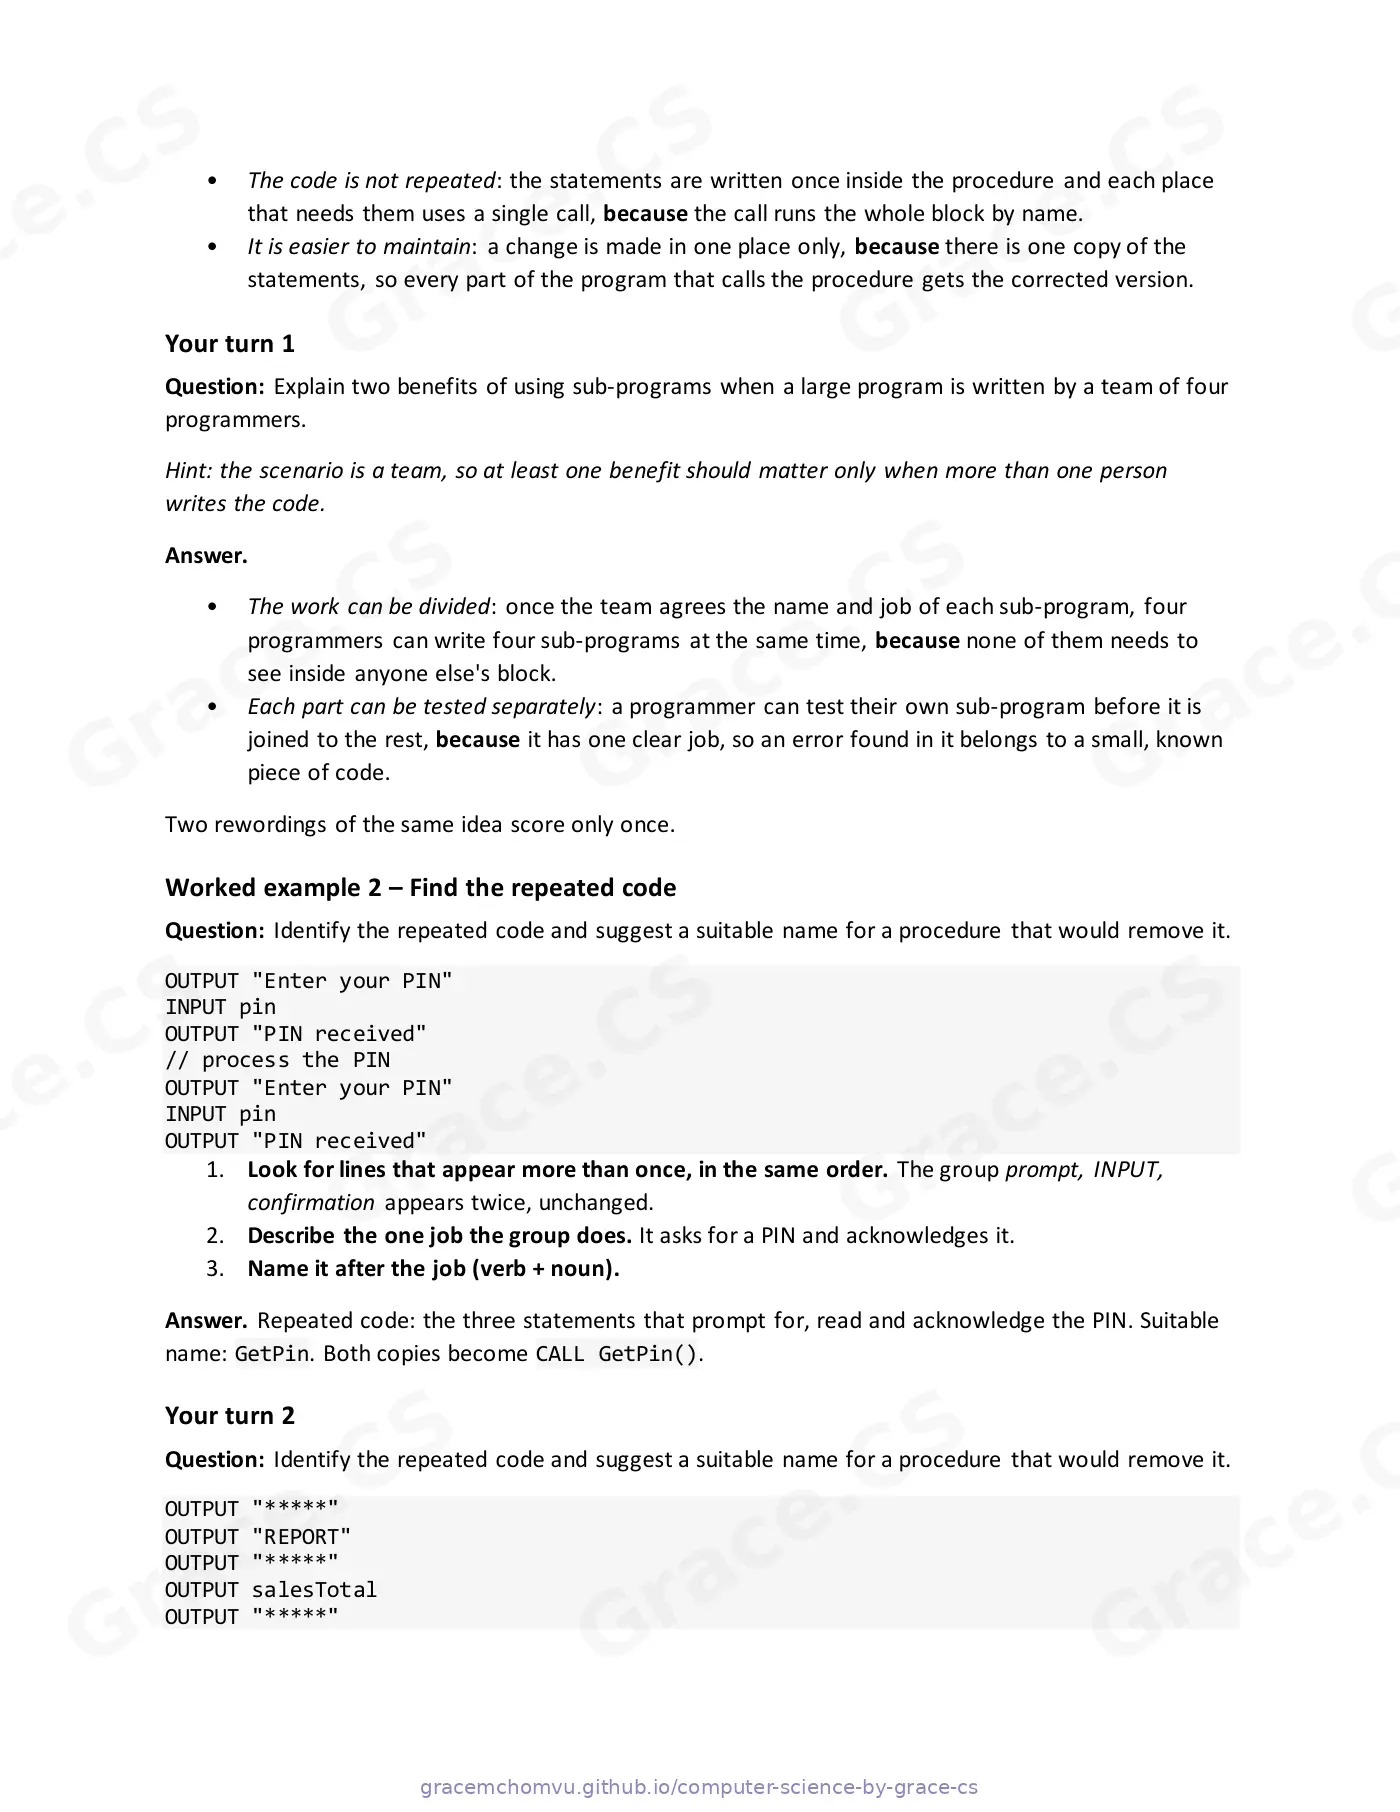 • The code is not repeated: the statements are written once inside the procedure and each place
that needs them uses a single call, because the call runs the whole block by name.
• It is easier to maintain: a change is made in one place only, because there is one copy of the
statements, so every part of the program that calls the procedure gets the corrected version.
Your turn 1
Question: Explain two benefits of using sub-programs when a large program is written by a team of four
programmers.
Hint: the scenario is a team, so at least one benefit should matter only when more than one person
writes the code.
Answer.
• The work can be divided: once the team agrees the name and job of each sub-program, four
programmers can write four sub-programs at the same time, because none of them needs to
see inside anyone else's block.
• Each part can be tested separately: a programmer can test their own sub-program before it is
joined to the rest, because it has one clear job, so an error found in it belongs to a small, known
piece of code.
Two rewordings of the same idea score only once.
Worked example 2 – Find the repeated code
Question: Identify the repeated code and suggest a suitable name for a procedure that would remove it.
OUTPUT "Enter your PIN"
INPUT pin
OUTPUT "PIN received"
// process the PIN
OUTPUT "Enter your PIN"
INPUT pin
OUTPUT "PIN received"
1. Look for lines that appear more than once, in the same order. The group prompt, INPUT,
confirmation appears twice, unchanged.
2. Describe the one job the group does. It asks for a PIN and acknowledges it.
3. Name it after the job (verb + noun).
Answer. Repeated code: the three statements that prompt for, read and acknowledge the PIN. Suitable
name: GetPin. Both copies become CALL GetPin().
Your turn 2
Question: Identify the repeated code and suggest a suitable name for a procedure that would remove it.
OUTPUT "*****"
OUTPUT "REPORT"
OUTPUT "*****"
OUTPUT salesTotal
OUTPUT "*****"
gracemchomvu.github.io/computer-science-by-grace-cs
Grace.CS